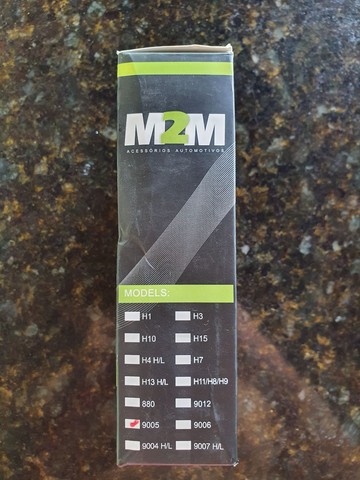 M2M
ACESSÓRIOS AUTOMOTIVOS
MODELS:
H1 H3
H10 H15
H4 H/L H7
H13 H/L H11/H8/H9
880 9012
9005 9006
9004 H/L 9007 H/L